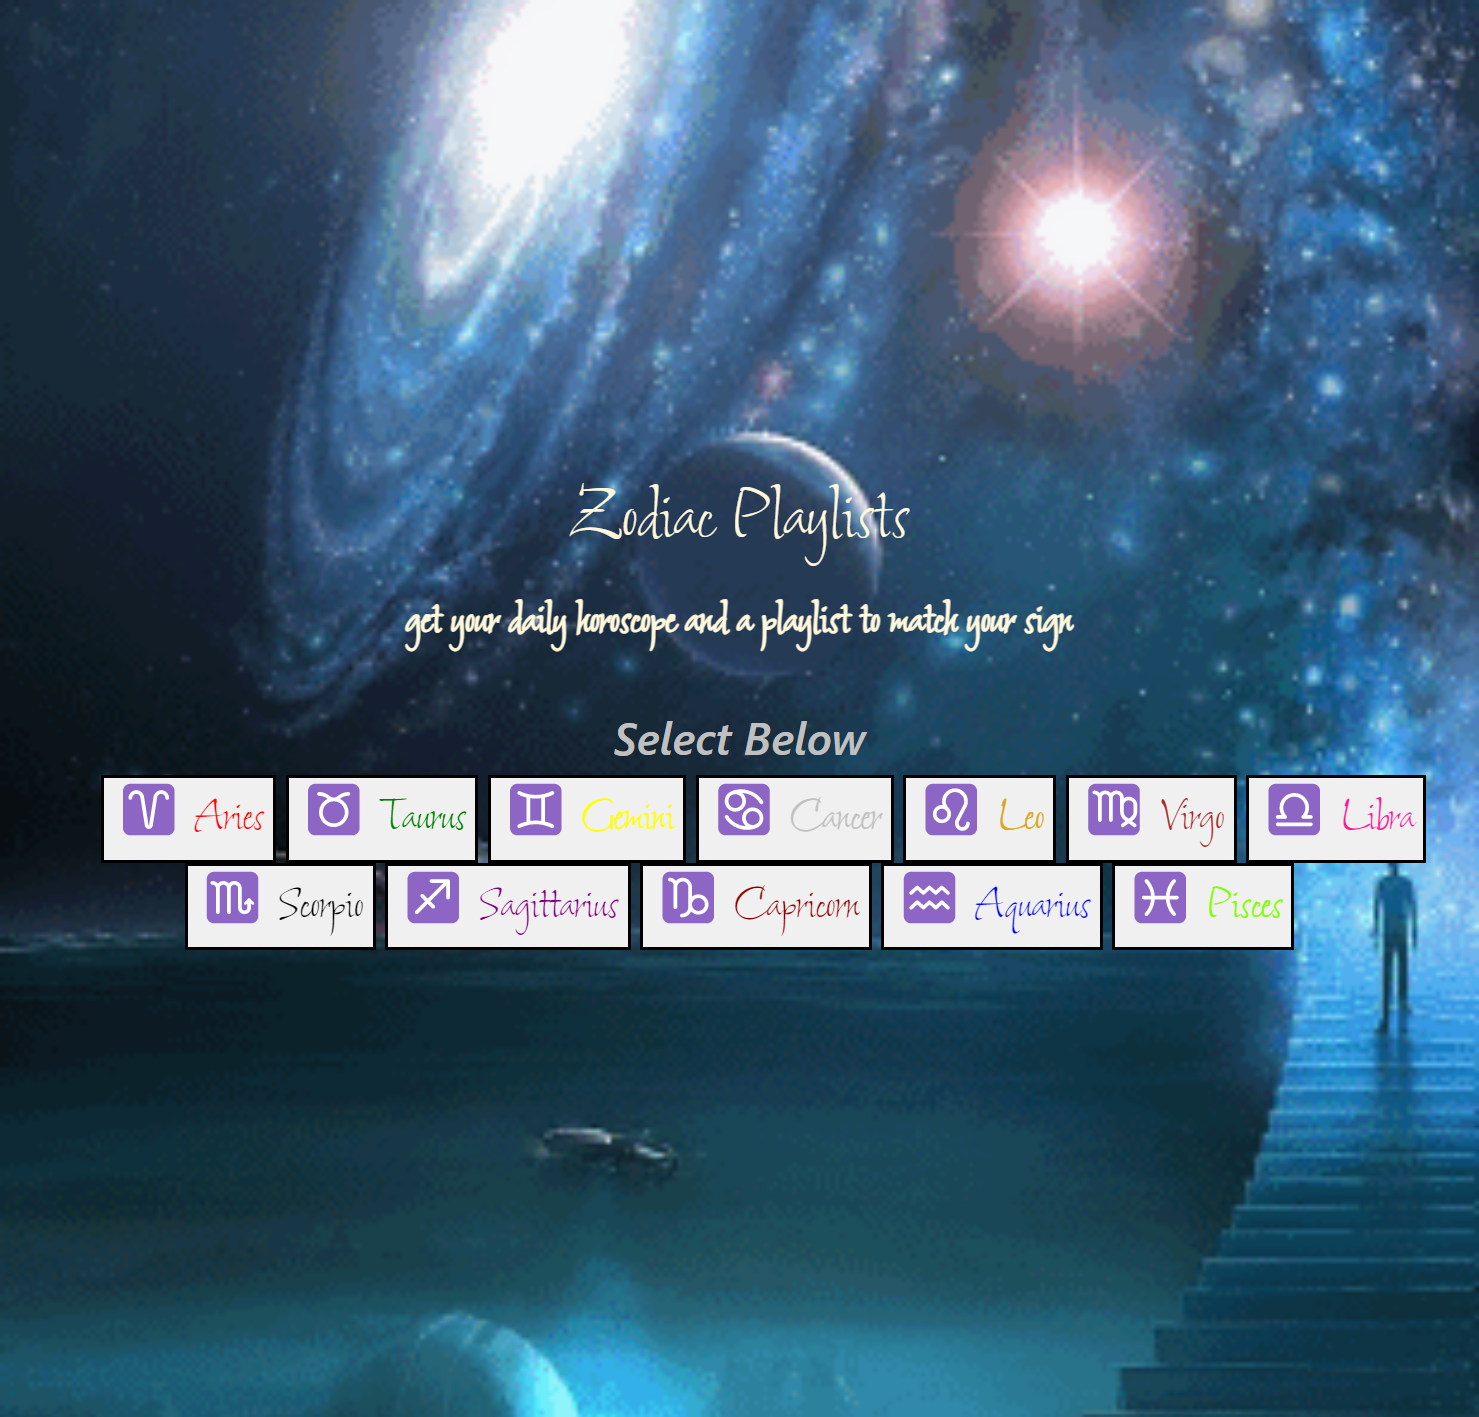 Zodiac Playlists
get your daily horoscope and a playlist to match your sign
Select Below
♈ Aries ♉ Taurus ♊ Gemini ♋ Cancer ♌ Leo ♍ Virgo ♎ Libra
♏ Scorpio ♐ Sagittarius ♑ Capricorn ♒ Aquarius ♓ Pisces